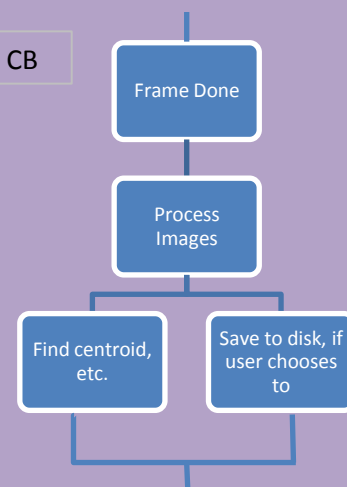 CB
Frame Done
Process
Images
Find centroid,
etc.
Save to disk, if
user chooses
to